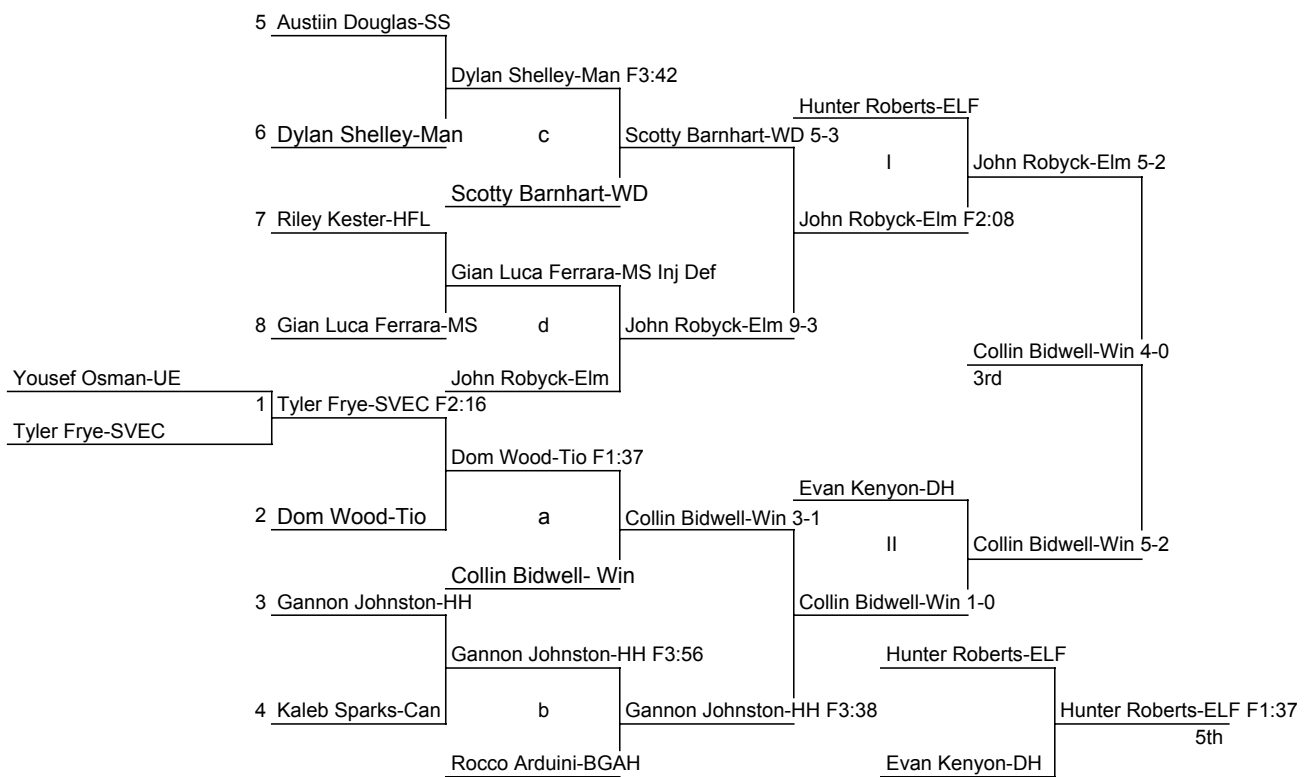 5 Austiin Douglas-SS
Dylan Shelley-Man F3:42
Hunter Roberts-ELF
6 Dylan Shelley-Man
c
Scotty Barnhart-WD 5-3
I
John Robyck-Elm 5-2
Scotty Barnhart-WD
7 Riley Kester-HFL
John Robyck-Elm F2:08
Gian Luca Ferrara-MS Inj Def
8 Gian Luca Ferrara-MS
d
John Robyck-Elm 9-3
Collin Bidwell-Win 4-0
3rd
Yousef Osman-UE
John Robyck-Elm
1 Tyler Frye-SVEC F2:16
Tyler Frye-SVEC
Dom Wood-Tio F1:37
Evan Kenyon-DH
2 Dom Wood-Tio
a
Collin Bidwell-Win 3-1
II
Collin Bidwell-Win 5-2
Collin Bidwell- Win
3 Gannon Johnston-HH
Collin Bidwell-Win 1-0
Gannon Johnston-HH F3:56
Hunter Roberts-ELF
4 Kaleb Sparks-Can
b
Gannon Johnston-HH F3:38
Hunter Roberts-ELF F1:37
5th
Rocco Arduini-BGAH
Evan Kenyon-DH